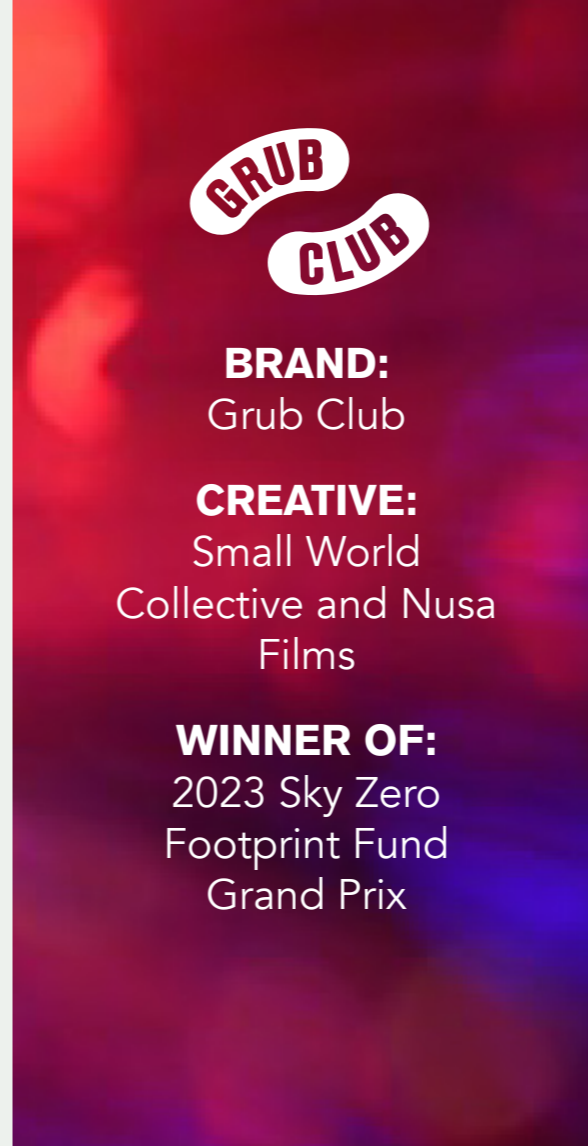 GRUB
CLUB
BRAND:
Grub Club
CREATIVE:
Small World
Collective and Nusa
Films
WINNER OF:
2023 Sky Zero
Footprint Fund
Grand Prix